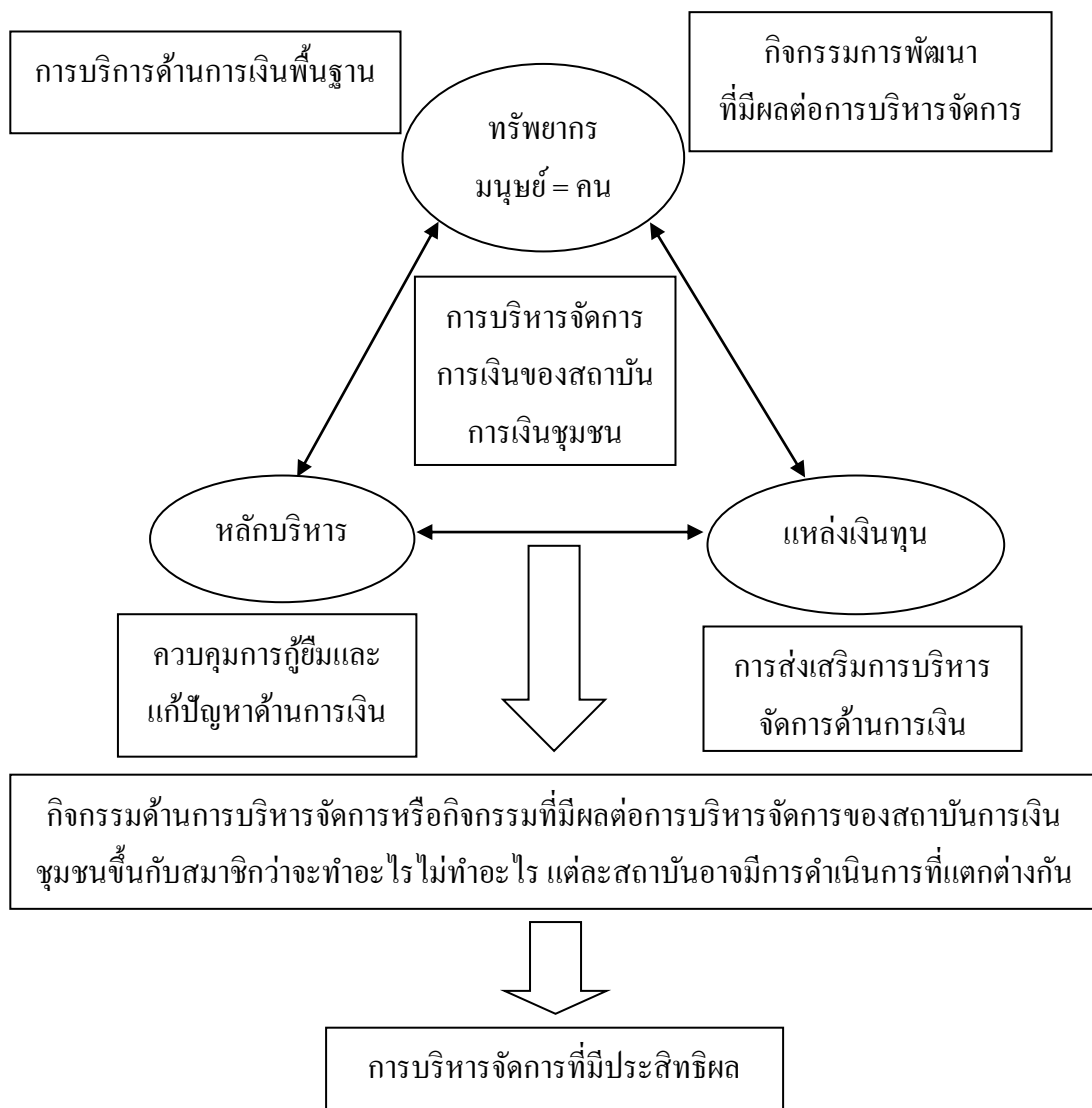 การบริการด้านการเงินพื้นฐาน
กิจกรรมการพัฒนา
ที่มีผลต่อการบริหารจัดการ
ทรัพยากร
มนุษย์ = คน
การบริหารจัดการ
การเงินของสถาบัน
การเงินชุมชน
หลักบริหาร
แหล่งเงินทุน
ควบคุมการกู้ยืมและ
แก้ปัญหาด้านการเงิน
การส่งเสริมการบริหาร
จัดการด้านการเงิน
กิจกรรมด้านการบริหารจัดการหรือกิจกรรมที่มีผลต่อการบริหารจัดการของสถาบันการเงิน
ชุมชนขึ้นกับสมาชิกว่าจะทำอะไรไม่ทำอะไร แต่ละสถาบันอาจมีการดำเนินการที่แตกต่างกัน
การบริหารจัดการที่มีประสิทธิผล